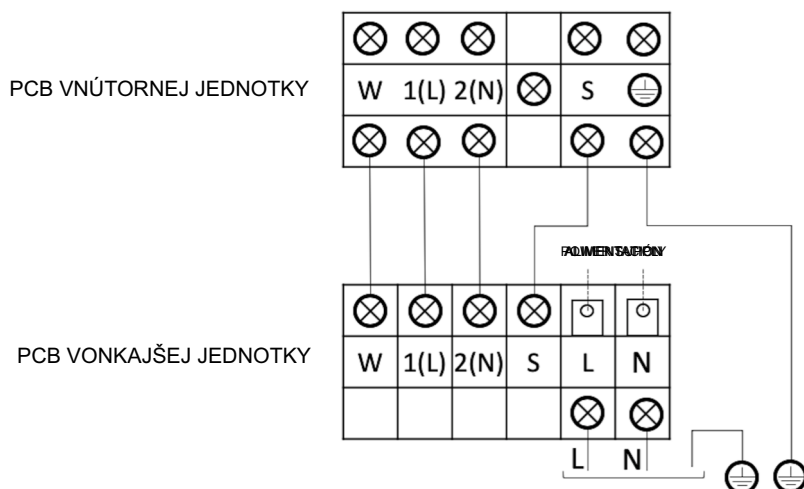 PCB VNÚTORNEJ JEDNOTKY
W 1(L) 2(N) S
PCB VONKAJŠEJ JEDNOTKY
W 1(L) 2(N) S L N
L N